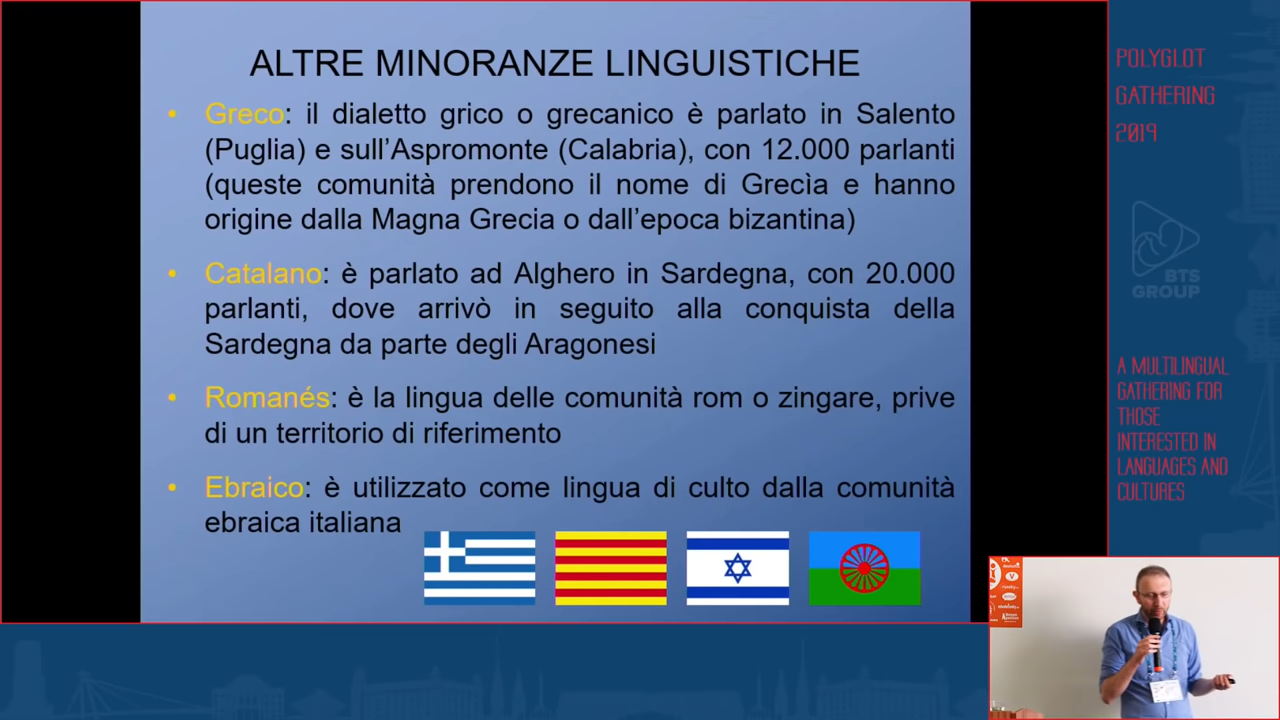 ALTRE MINORANZE LINGUISTICHE
• Greco: il dialetto grico o grecanico è parlato in Salento
(Puglia) e sull’Aspromonte (Calabria), con 12.000 parlanti
(queste comunità prendono il nome di Grecìa e hanno
origine dalla Magna Grecia o dall’epoca bizantina)
• Catalano: è parlato ad Alghero in Sardegna, con 20.000
parlanti, dove arrivò in seguito alla conquista della
Sardegna da parte degli Aragonesi
• Romanés: è la lingua delle comunità rom o zingare, prive
di un territorio di riferimento
• Ebraico: è utilizzato come lingua di culto dalla comunità
ebraica italiana
POLYGLOT
GATHERING
2019
BTS
GROUP
A MULTILINGUAL
GATHERING FOR
THOSE
INTERESTED IN
LANGUAGES AND
CULTURES